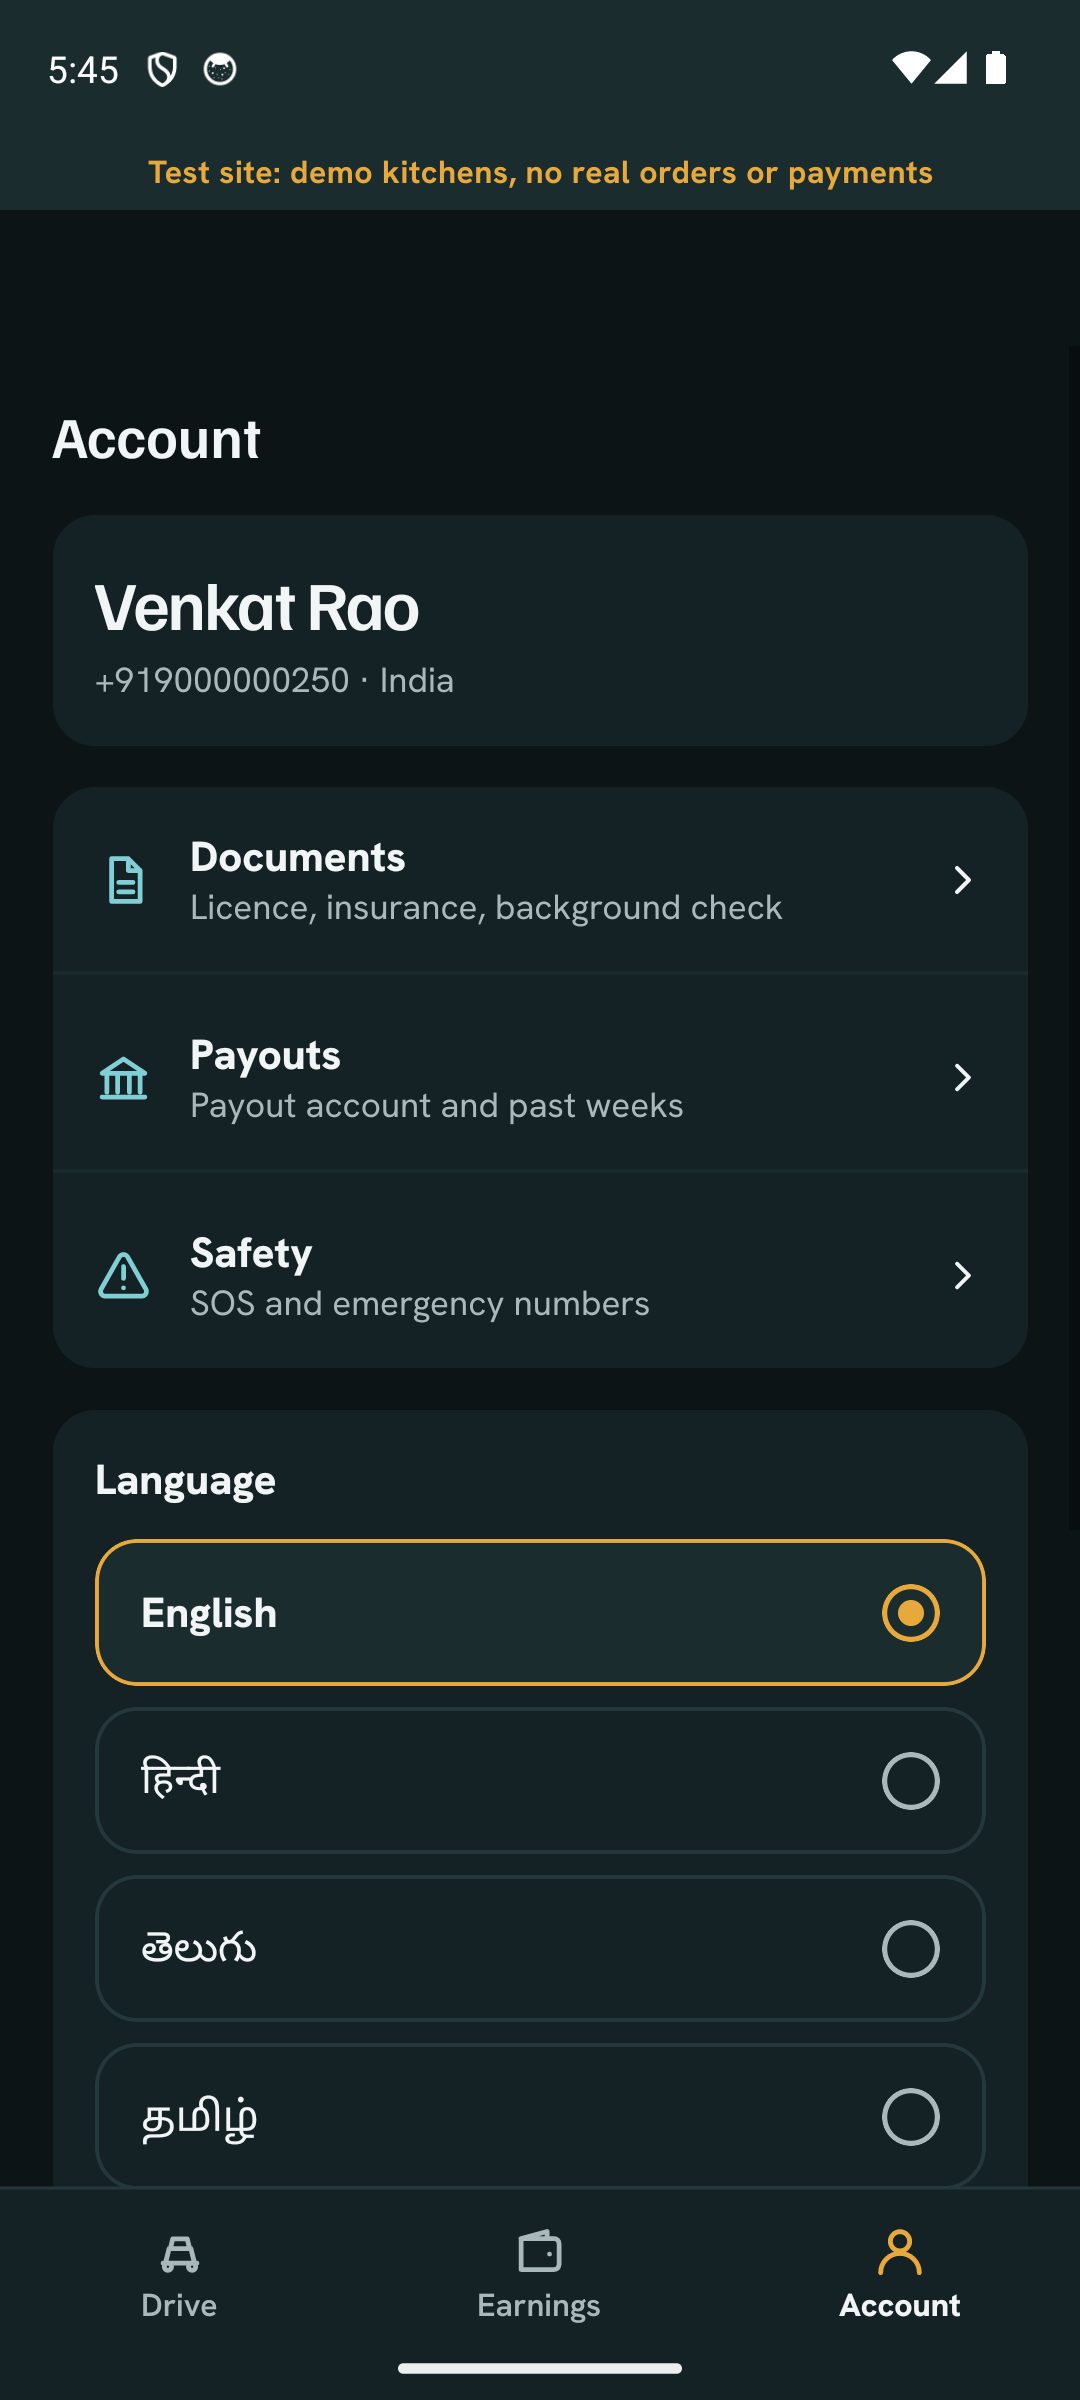 5:45
Test site: demo kitchens, no real orders or payments
Account
Venkat Rao
+919000000250 · India
Documents
Licence, insurance, background check
Payouts
Payout account and past weeks
Safety
SOS and emergency numbers
Language
English
हिन्दी
తెలుగు
தமிழ்
Drive
Earnings
Account